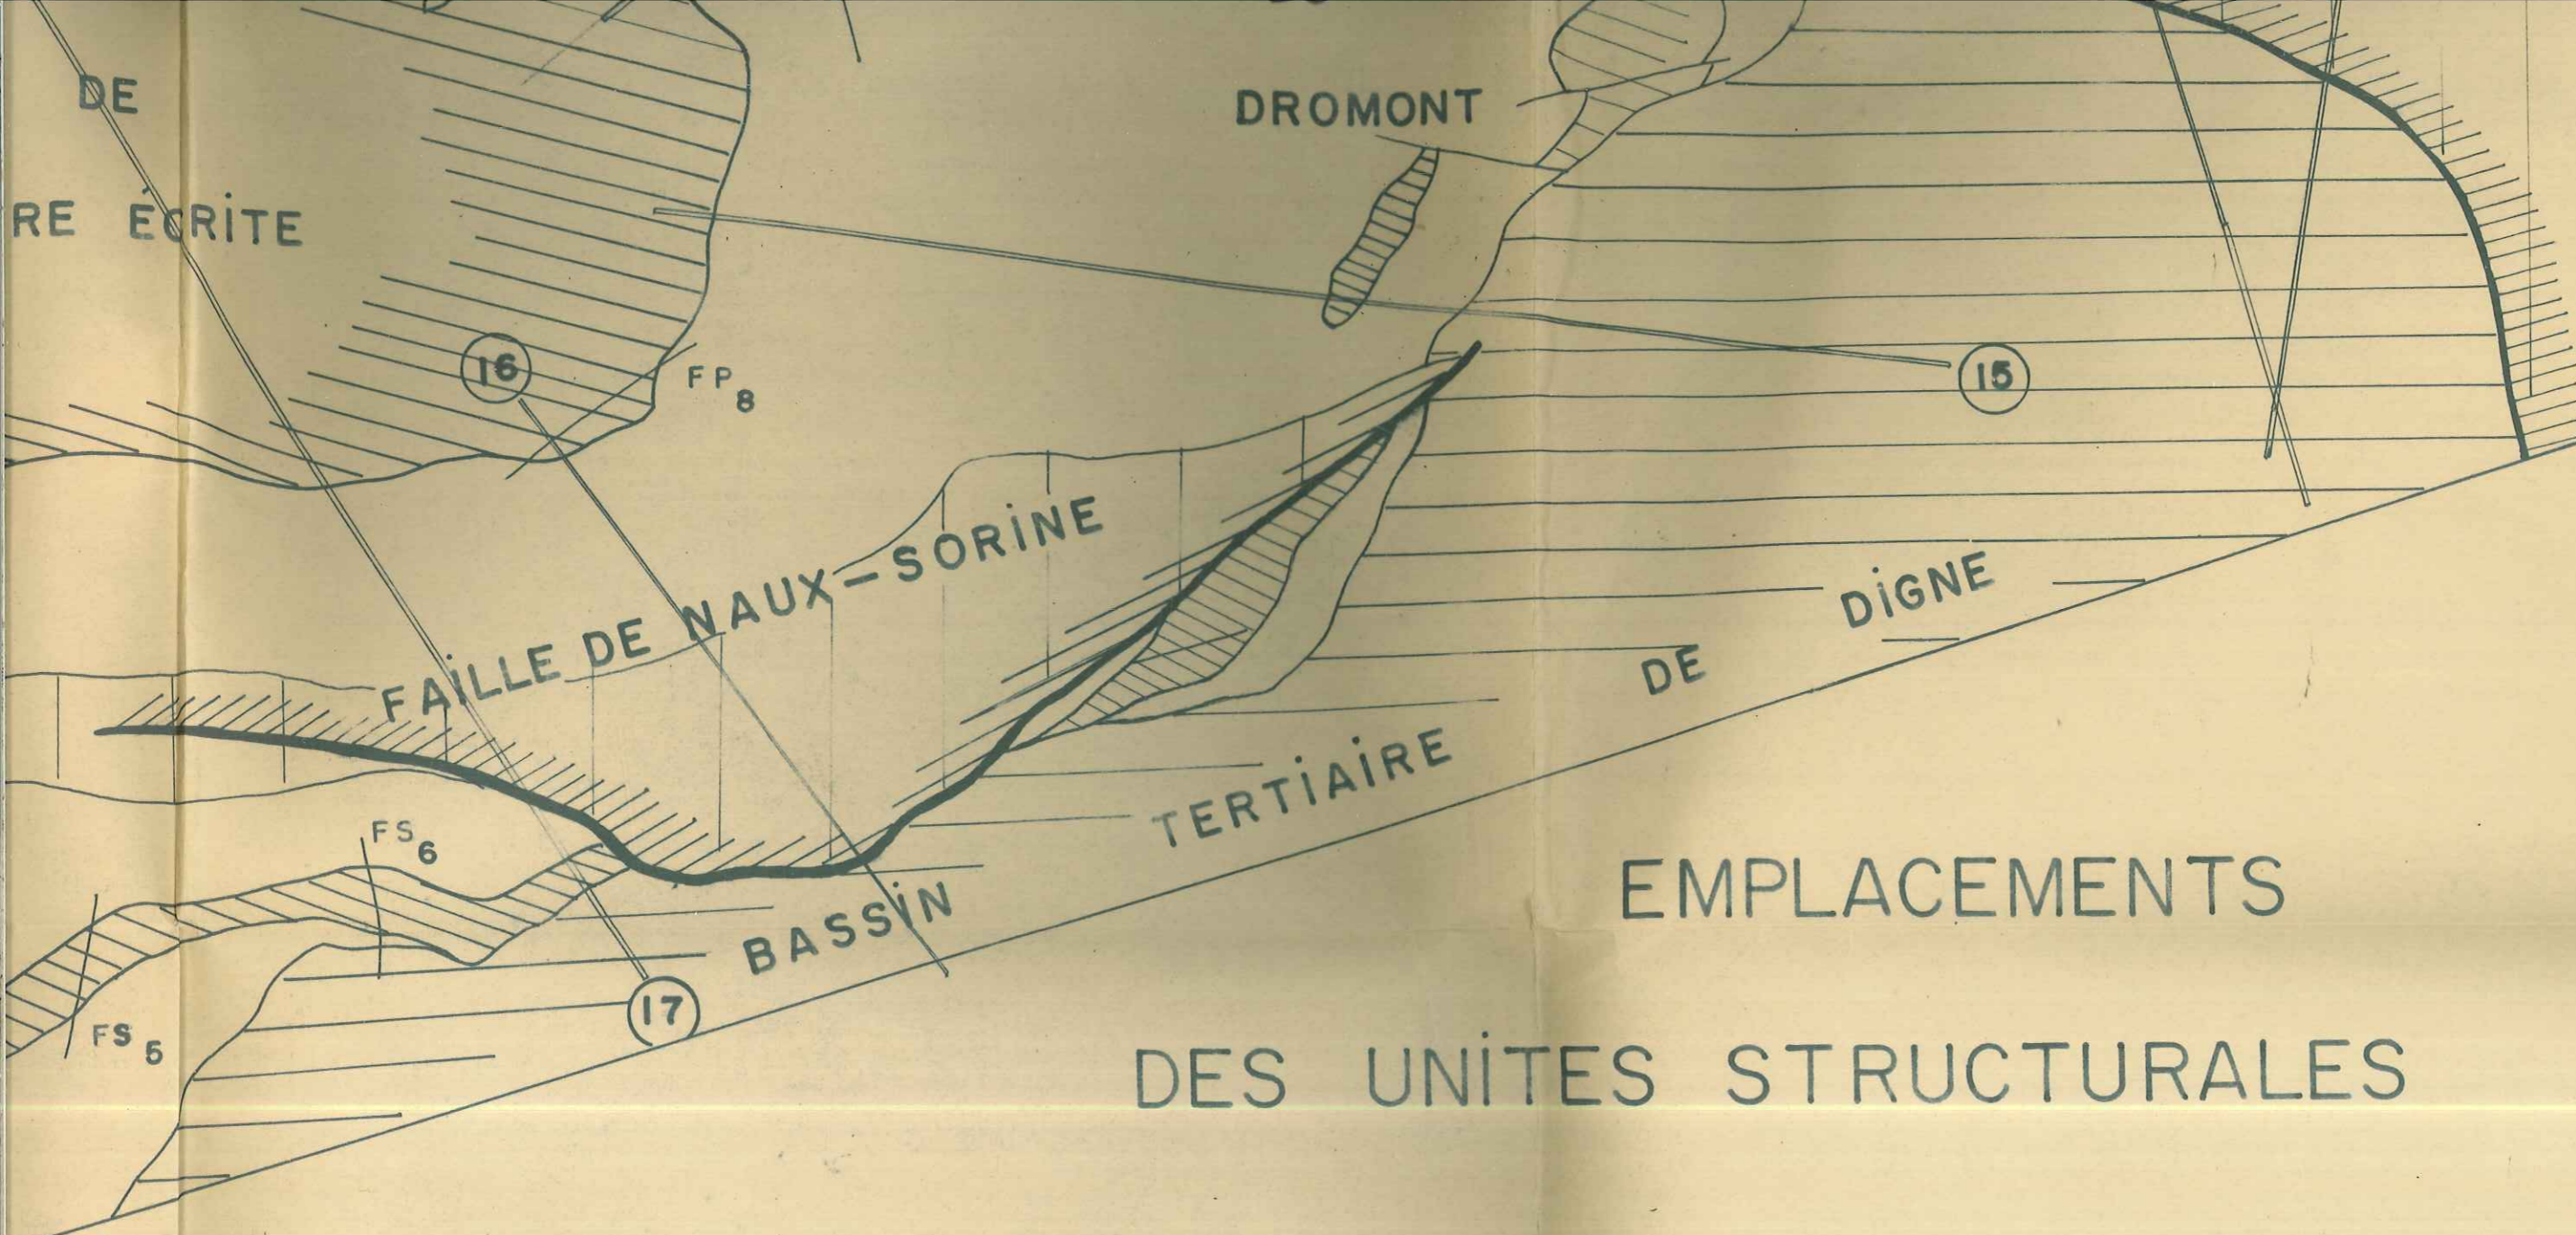 DE
RE ÉCRITE
DROMONT
16
FP8
15
FAILLE DE NAUX-SORINE
BASSIN TERTIAIRE DE DIGNE
FS6
17
FS5
EMPLACEMENTS
DES UNITES STRUCTURALES